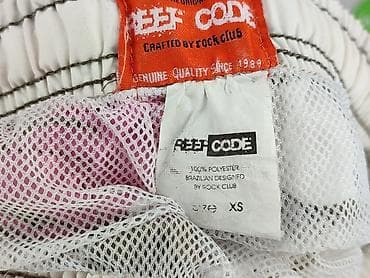 REEF CODE
CRAFTED BY rock club
GENUINE QUALITY SINCE 1989
REEF CODE
100% POLYESTER
BRAZILIAN DESIGNED
BY ROCK CLUB
XS